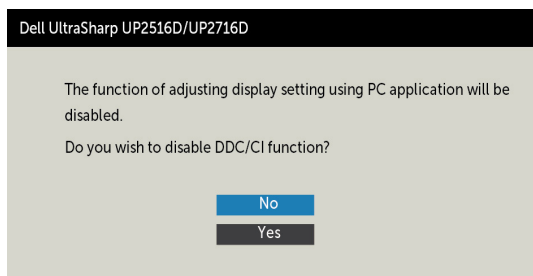 Dell UltraSharp UP2516D/UP2716D
The function of adjusting display setting using PC application will be
disabled.
Do you wish to disable DDC/CI function?
No
Yes